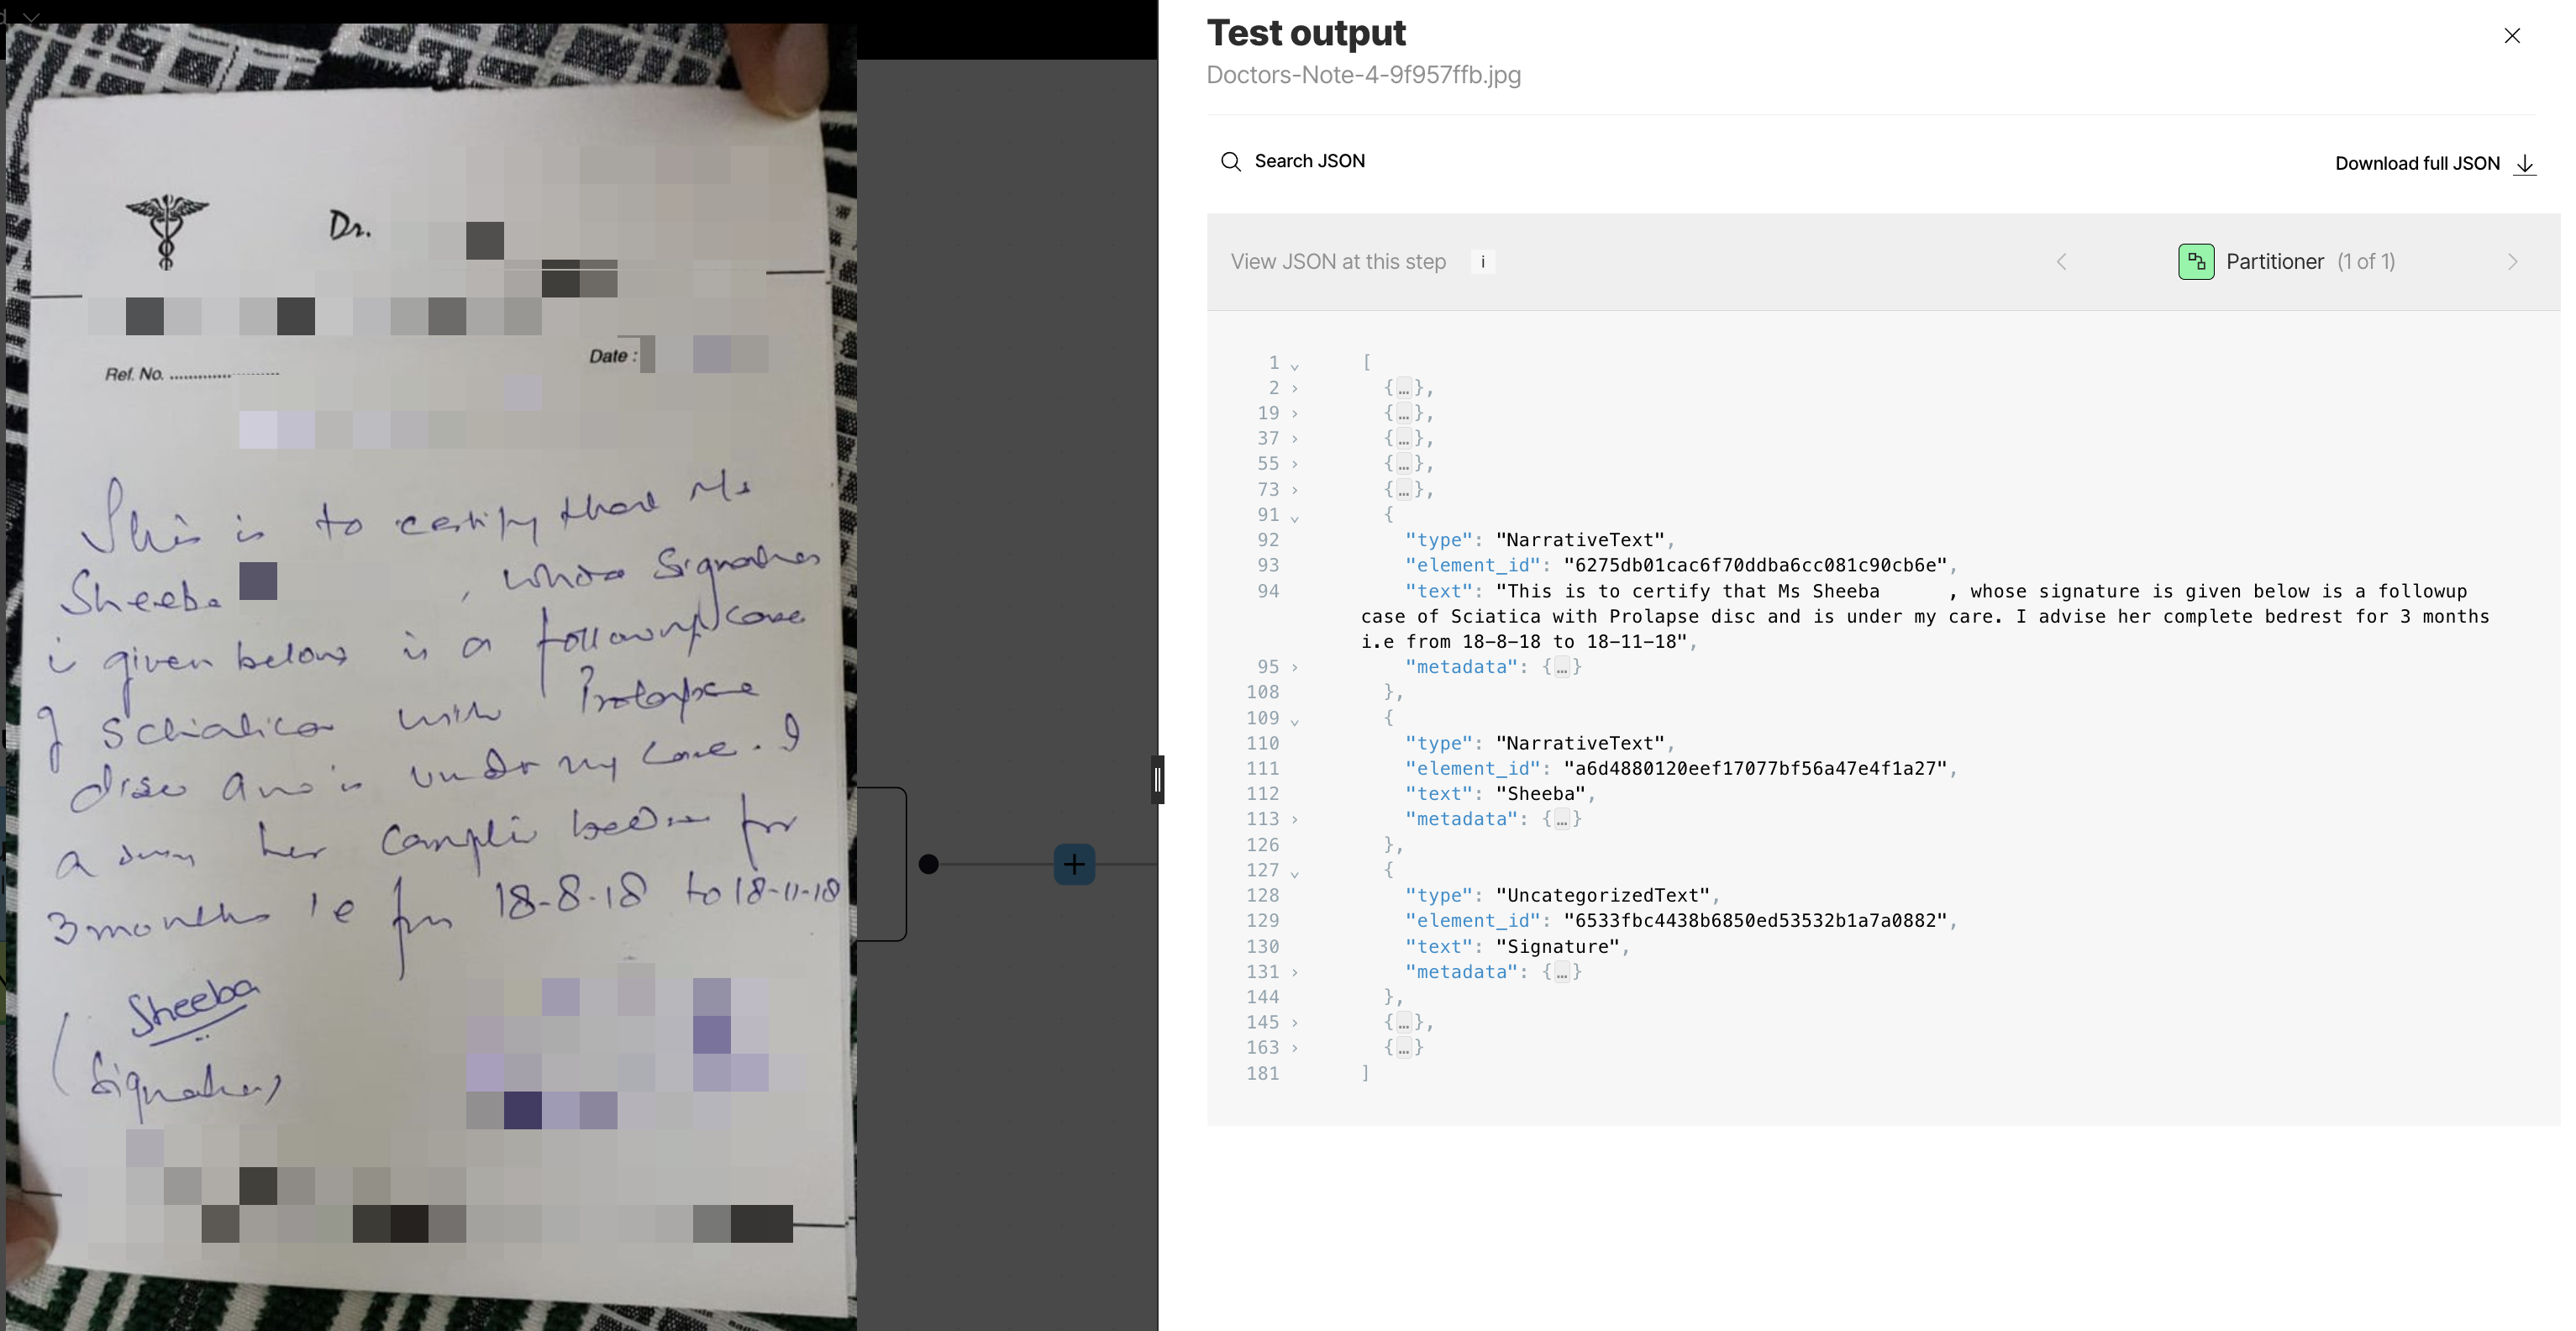 Dr.
Date :
Ref. No. ....................
This is to certify that Ms
Sheeba , whose Signature
is given below is a followup case
of schiatica with Prolapse
disc and is under my care. I
advise her complete bedrest for
3 months i e from 18-8-18 to 18-11-18
Sheeba
(Signature)
Test output
Doctors-Note-4-9f957ffb.jpg
Search JSON
Download full JSON
View JSON at this step i
Partitioner (1 of 1)
1 [
2 {…},
19 {…},
37 {…},
55 {…},
73 {…},
91 {
92 "type": "NarrativeText",
93 "element_id": "6275db01cac6f70ddba6cc081c90cb6e",
94 "text": "This is to certify that Ms Sheeba , whose signature is given below is a followup
case of Sciatica with Prolapse disc and is under my care. I advise her complete bedrest for 3 months
i.e from 18-8-18 to 18-11-18",
95 "metadata": {…}
108 },
109 {
110 "type": "NarrativeText",
111 "element_id": "a6d4880120eef17077bf56a47e4f1a27",
112 "text": "Sheeba",
113 "metadata": {…}
126 },
127 {
128 "type": "UncategorizedText",
129 "element_id": "6533fbc4438b6850ed53532b1a7a0882",
130 "text": "Signature",
131 "metadata": {…}
144 },
145 {…},
163 {…}
181 ]